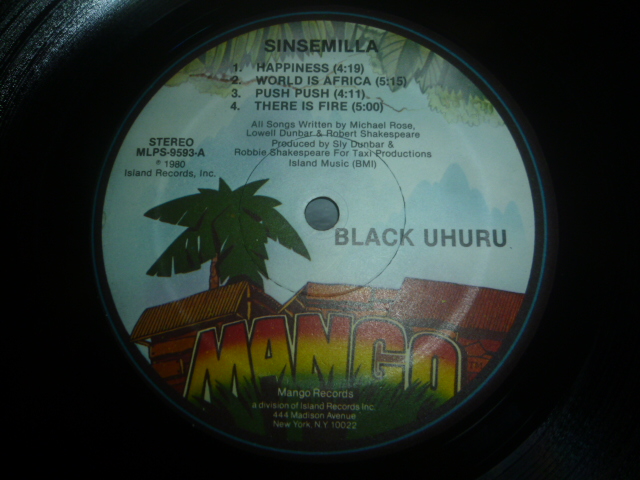 SINSEMILLA
1. HAPPINESS (4:19)
2. WORLD IS AFRICA (5:15)
3. PUSH PUSH (4:11)
4. THERE IS FIRE (5:00)
All Songs Written by Michael Rose,
Lowell Dunbar & Robert Shakespeare
Produced by Sly Dunbar &
Robbie Shakespeare For Taxi Productions
Island Music (BMI)
STEREO
MLPS-9593-A
℗ 1980
Island Records, Inc.
BLACK UHURU
MANGO
Mango Records
a division of Island Records Inc.
444 Madison Avenue
New York, N.Y. 10022